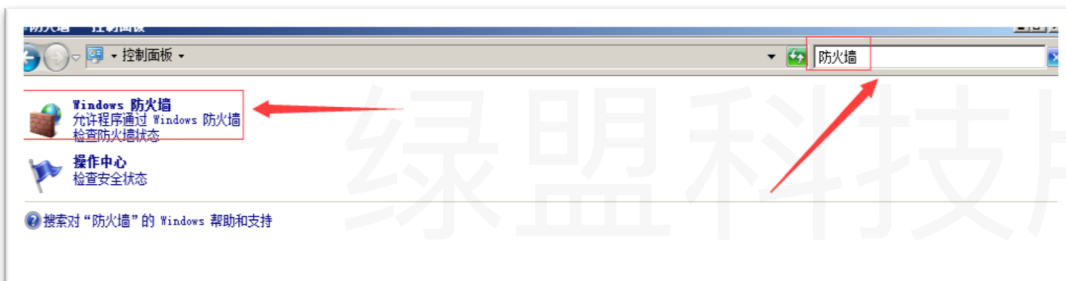 防火墙 控制面板
控制面板
防火墙
Windows 防火墙
允许程序通过 Windows 防火墙
检查防火墙状态
操作中心
检查安全状态
搜索对“防火墙”的 Windows 帮助和支持
绿盟科技